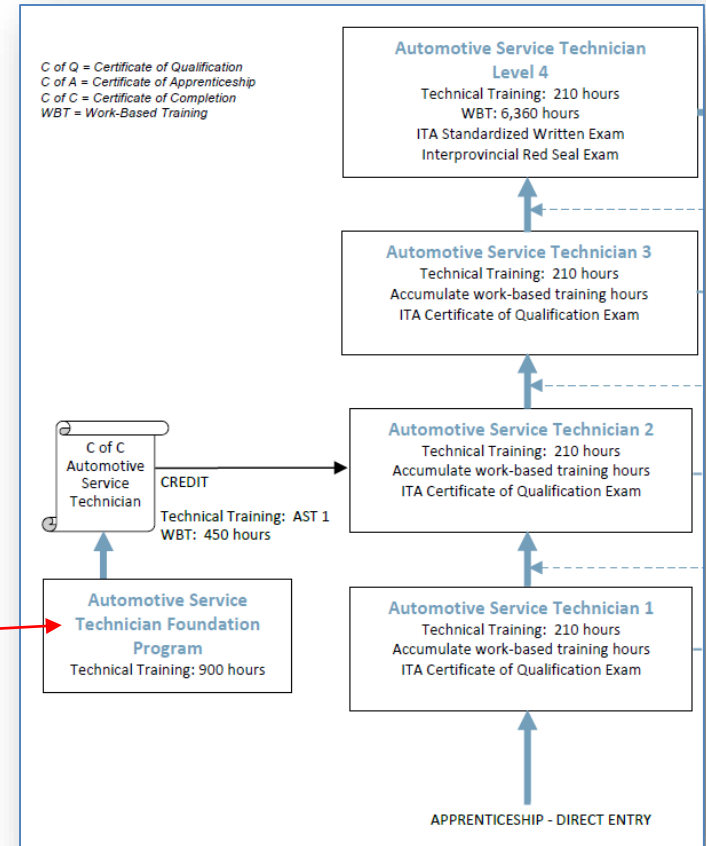 C of Q = Certificate of Qualification
C of A = Certificate of Apprenticeship
C of C = Certificate of Completion
WBT = Work-Based Training
Automotive Service Technician
Level 4
Technical Training: 210 hours
WBT: 6,360 hours
ITA Standardized Written Exam
Interprovincial Red Seal Exam
Automotive Service Technician 3
Technical Training: 210 hours
Accumulate work-based training hours
ITA Certificate of Qualification Exam
C of C
Automotive
Service
Technician
CREDIT
Technical Training: AST 1
WBT: 450 hours
Automotive Service Technician 2
Technical Training: 210 hours
Accumulate work-based training hours
ITA Certificate of Qualification Exam
Automotive Service
Technician Foundation
Program
Technical Training: 900 hours
Automotive Service Technician 1
Technical Training: 210 hours
Accumulate work-based training hours
ITA Certificate of Qualification Exam
APPRENTICESHIP - DIRECT ENTRY